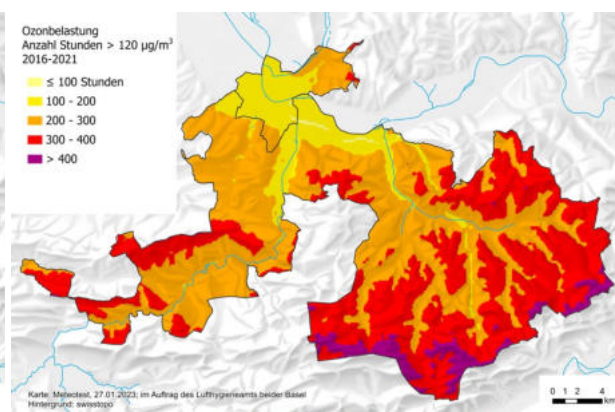 Ozonbelastung
Anzahl Stunden > 120 µg/m³
2016-2021
≤ 100 Stunden
100 - 200
200 - 300
300 - 400
> 400
Karte: Meteotest, 27.01.2023; im Auftrag des Lufthygieneamts beider Basel
Hintergrund: swisstopo
0 1 2 4
km